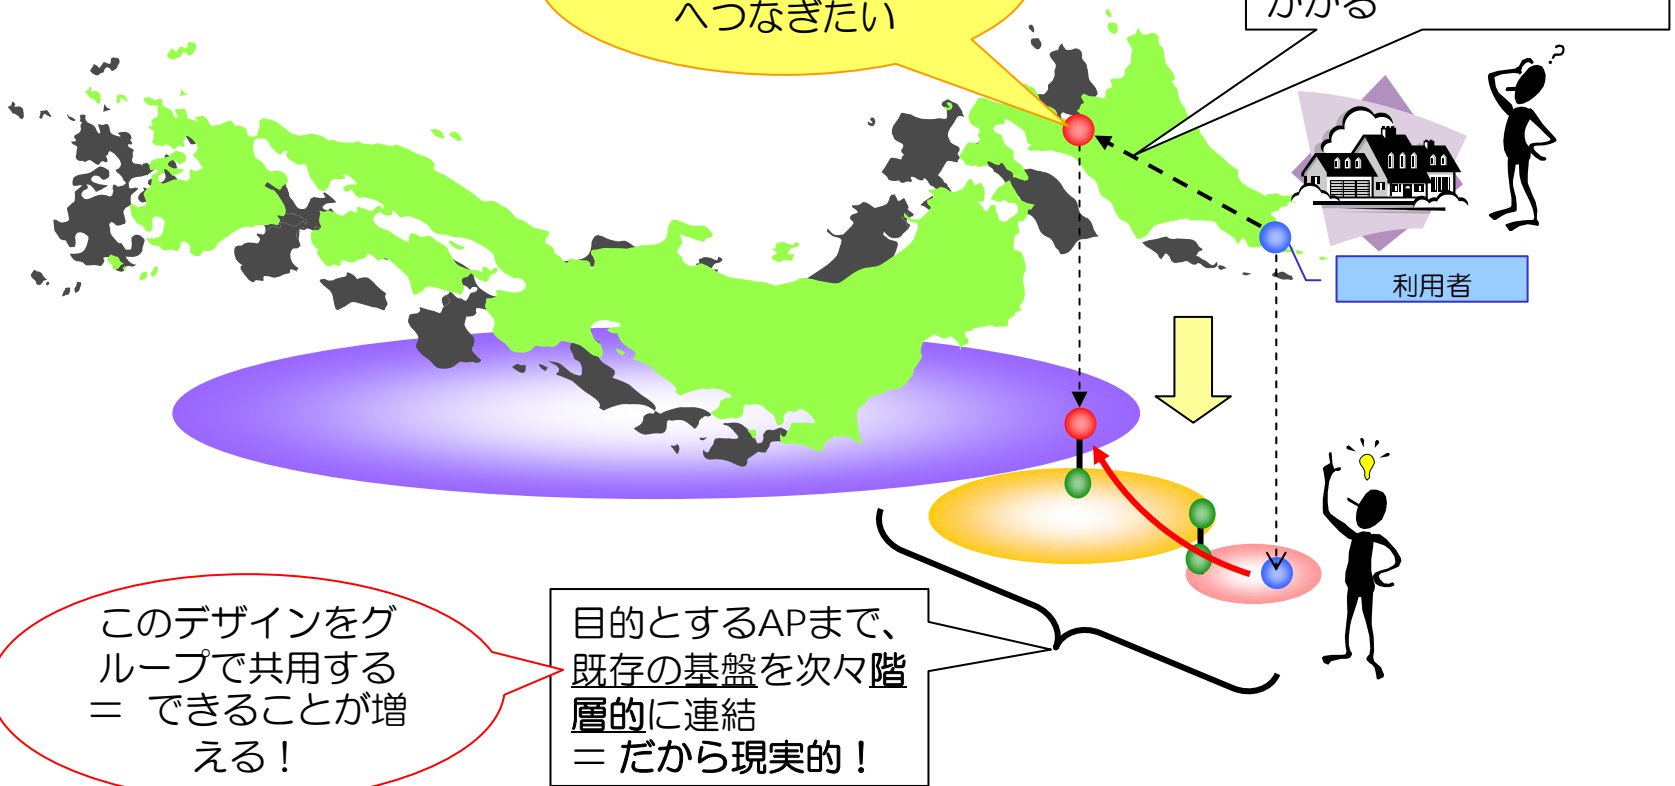 へつなぎたい
かかる
利用者
このデザインをグ
ループで共用する
＝ できることが増
える！
目的とするAPまで、
既存の基盤を次々階
層的に連結
＝ だから現実的！